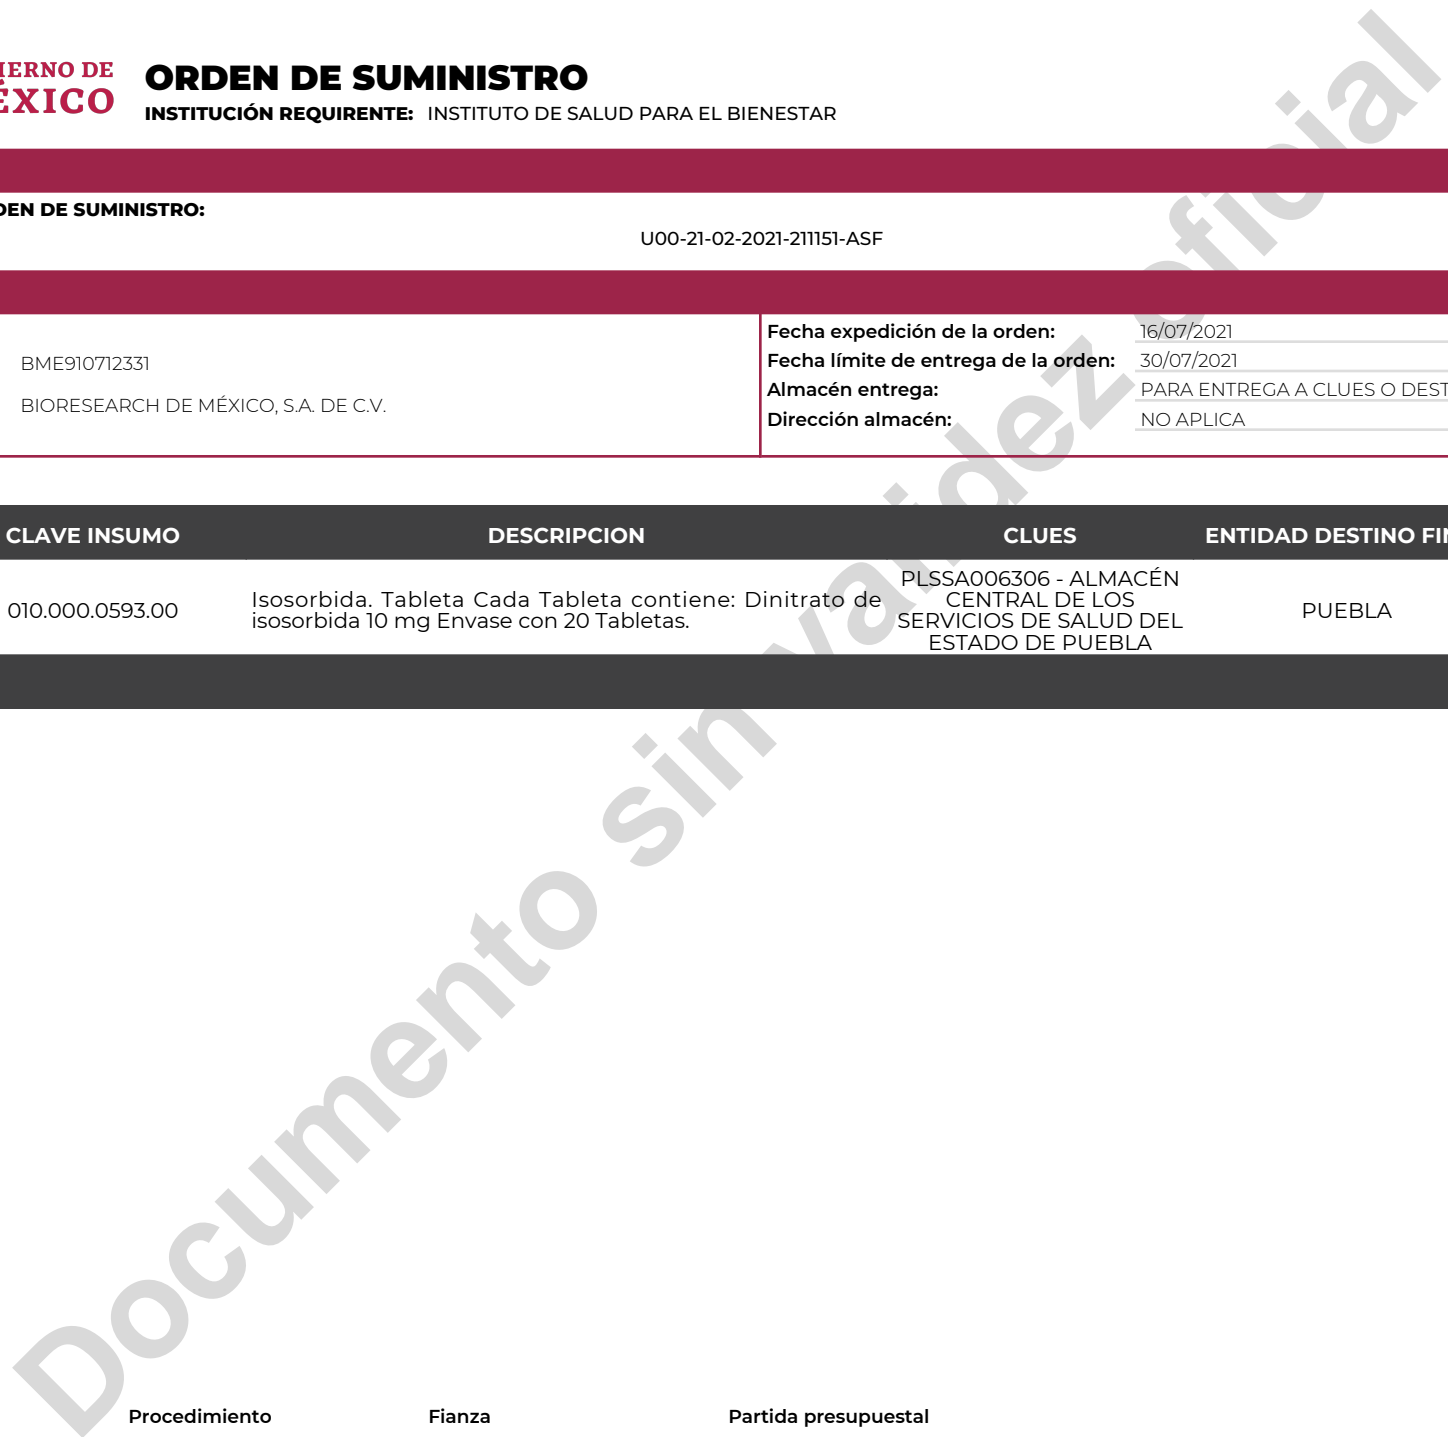 IERNO DE
ÉXICO
ORDEN DE SUMINISTRO
INSTITUCIÓN REQUIRENTE: INSTITUTO DE SALUD PARA EL BIENESTAR
DEN DE SUMINISTRO:
U00-21-02-2021-211151-ASF
BME910712331
BIORESEARCH DE MÉXICO, S.A. DE C.V.
Fecha expedición de la orden: 16/07/2021
Fecha límite de entrega de la orden: 30/07/2021
Almacén entrega: PARA ENTREGA A CLUES O DEST
Dirección almacén: NO APLICA
CLAVE INSUMO DESCRIPCION CLUES ENTIDAD DESTINO FIN
010.000.0593.00
Isosorbida. Tableta Cada Tableta contiene: Dinitrato de
isosorbida 10 mg Envase con 20 Tabletas.
PLSSA006306 - ALMACÉN
CENTRAL DE LOS
SERVICIOS DE SALUD DEL
ESTADO DE PUEBLA
PUEBLA
Documento sin validez oficial
Procedimiento Fianza Partida presupuestal